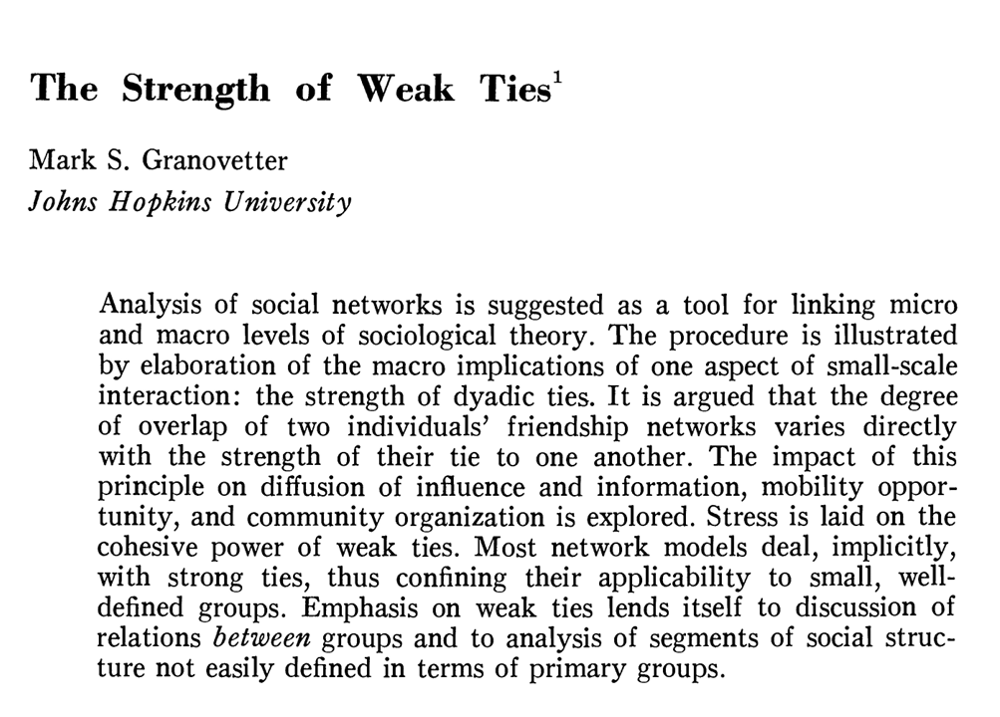 The Strength of Weak Ties¹
Mark S. Granovetter
Johns Hopkins University
Analysis of social networks is suggested as a tool for linking micro
and macro levels of sociological theory. The procedure is illustrated
by elaboration of the macro implications of one aspect of small-scale
interaction: the strength of dyadic ties. It is argued that the degree
of overlap of two individuals’ friendship networks varies directly
with the strength of their tie to one another. The impact of this
principle on diffusion of influence and information, mobility oppor-
tunity, and community organization is explored. Stress is laid on the
cohesive power of weak ties. Most network models deal, implicitly,
with strong ties, thus confining their applicability to small, well-
defined groups. Emphasis on weak ties lends itself to discussion of
relations between groups and to analysis of segments of social struc-
ture not easily defined in terms of primary groups.